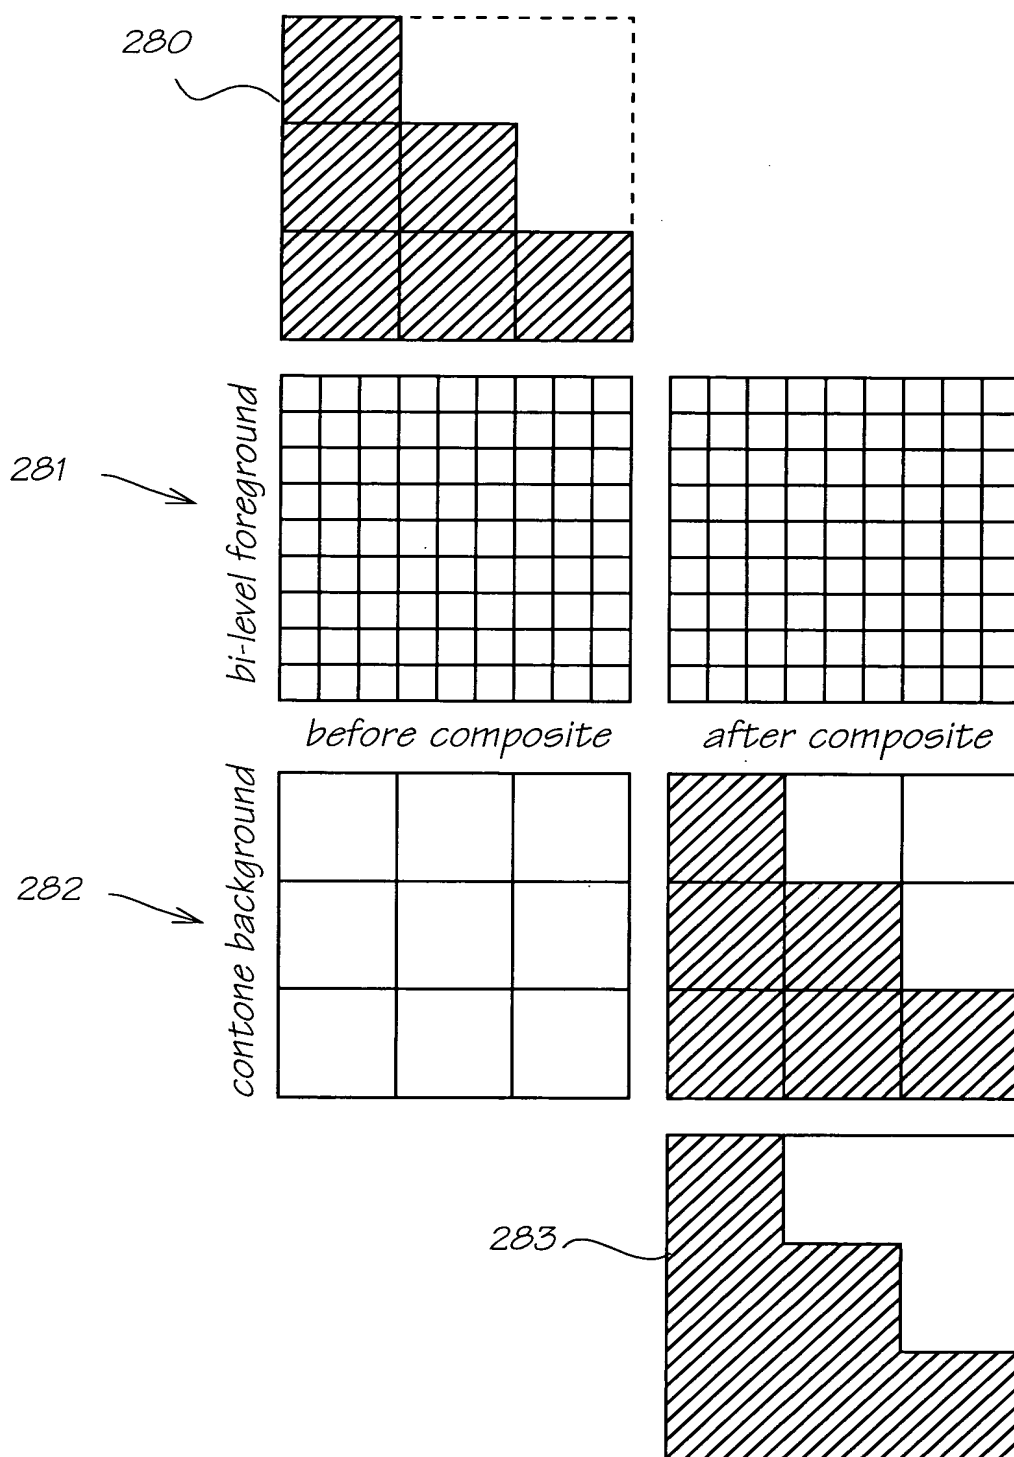 280
281
bi-level foreground
before composite
after composite
282
contone background
283